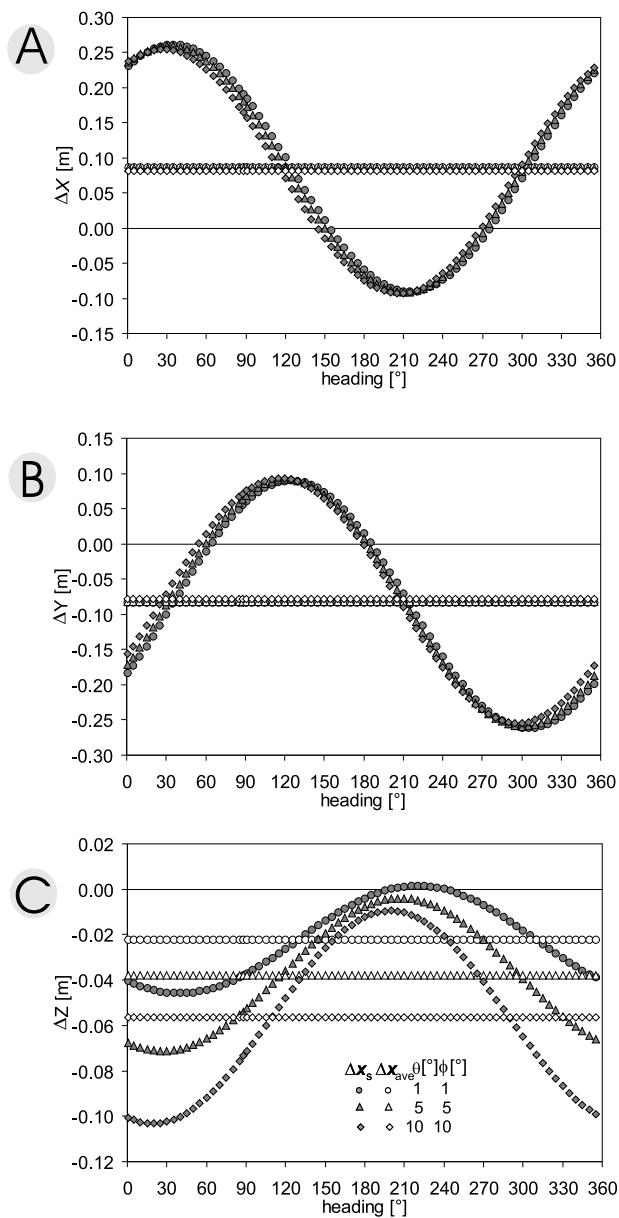 A
0.30
0.25
0.20
0.15
0.10
0.05
0.00
-0.05
-0.10
-0.15
ΔX [m]
0 30 60 90 120 150 180 210 240 270 300 330 360
heading [°]
B
0.15
0.10
0.05
0.00
-0.05
-0.10
-0.15
-0.20
-0.25
-0.30
ΔY [m]
0 30 60 90 120 150 180 210 240 270 300 330 360
heading [°]
C
0.02
0.00
-0.02
-0.04
-0.06
-0.08
-0.10
-0.12
ΔZ [m]
Δxs Δxave θ[°] ϕ[°]
1 1
5 5
10 10
0 30 60 90 120 150 180 210 240 270 300 330 360
heading [°]